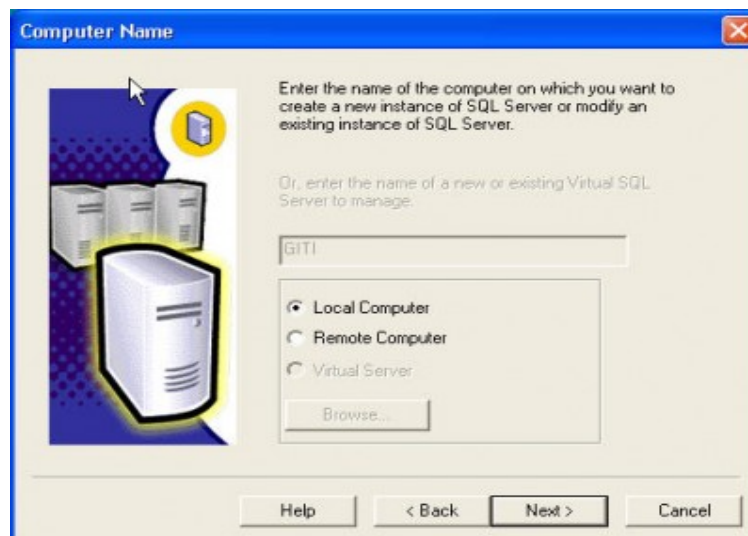 Computer Name
Enter the name of the computer on which you want to
create a new instance of SQL Server or modify an
existing instance of SQL Server.
Or, enter the name of a new or existing Virtual SQL
Server to manage.
GITI
Local Computer
Remote Computer
Virtual Server
Browse...
Help
< Back
Next >
Cancel